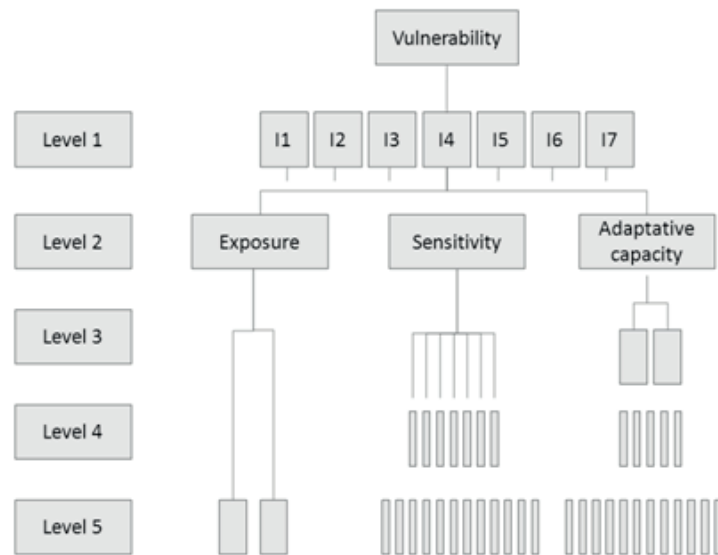 Vulnerability
Level 1
I1
I2
I3
I4
I5
I6
I7
Level 2
Exposure
Sensitivity
Adaptative
capacity
Level 3
Level 4
Level 5